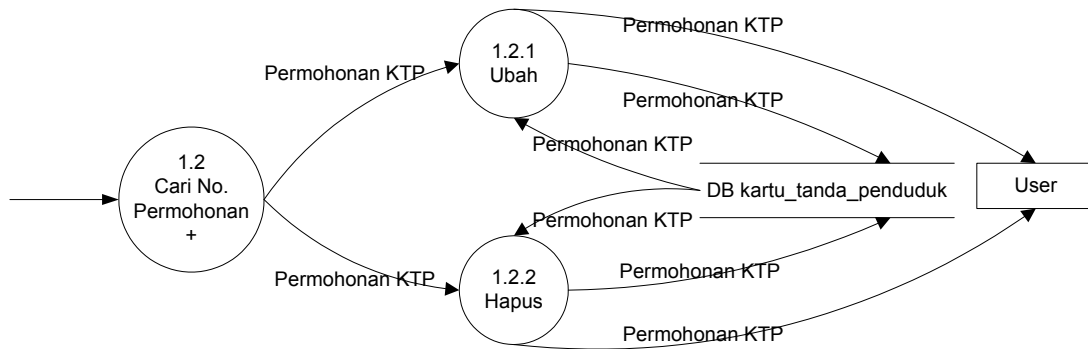 Permohonan KTP
1.2.1
Ubah
Permohonan KTP
Permohonan KTP
Permohonan KTP
1.2
Cari No.
Permohonan
+
DB kartu_tanda_penduduk
User
Permohonan KTP
1.2.2
Hapus
Permohonan KTP
Permohonan KTP
Permohonan KTP